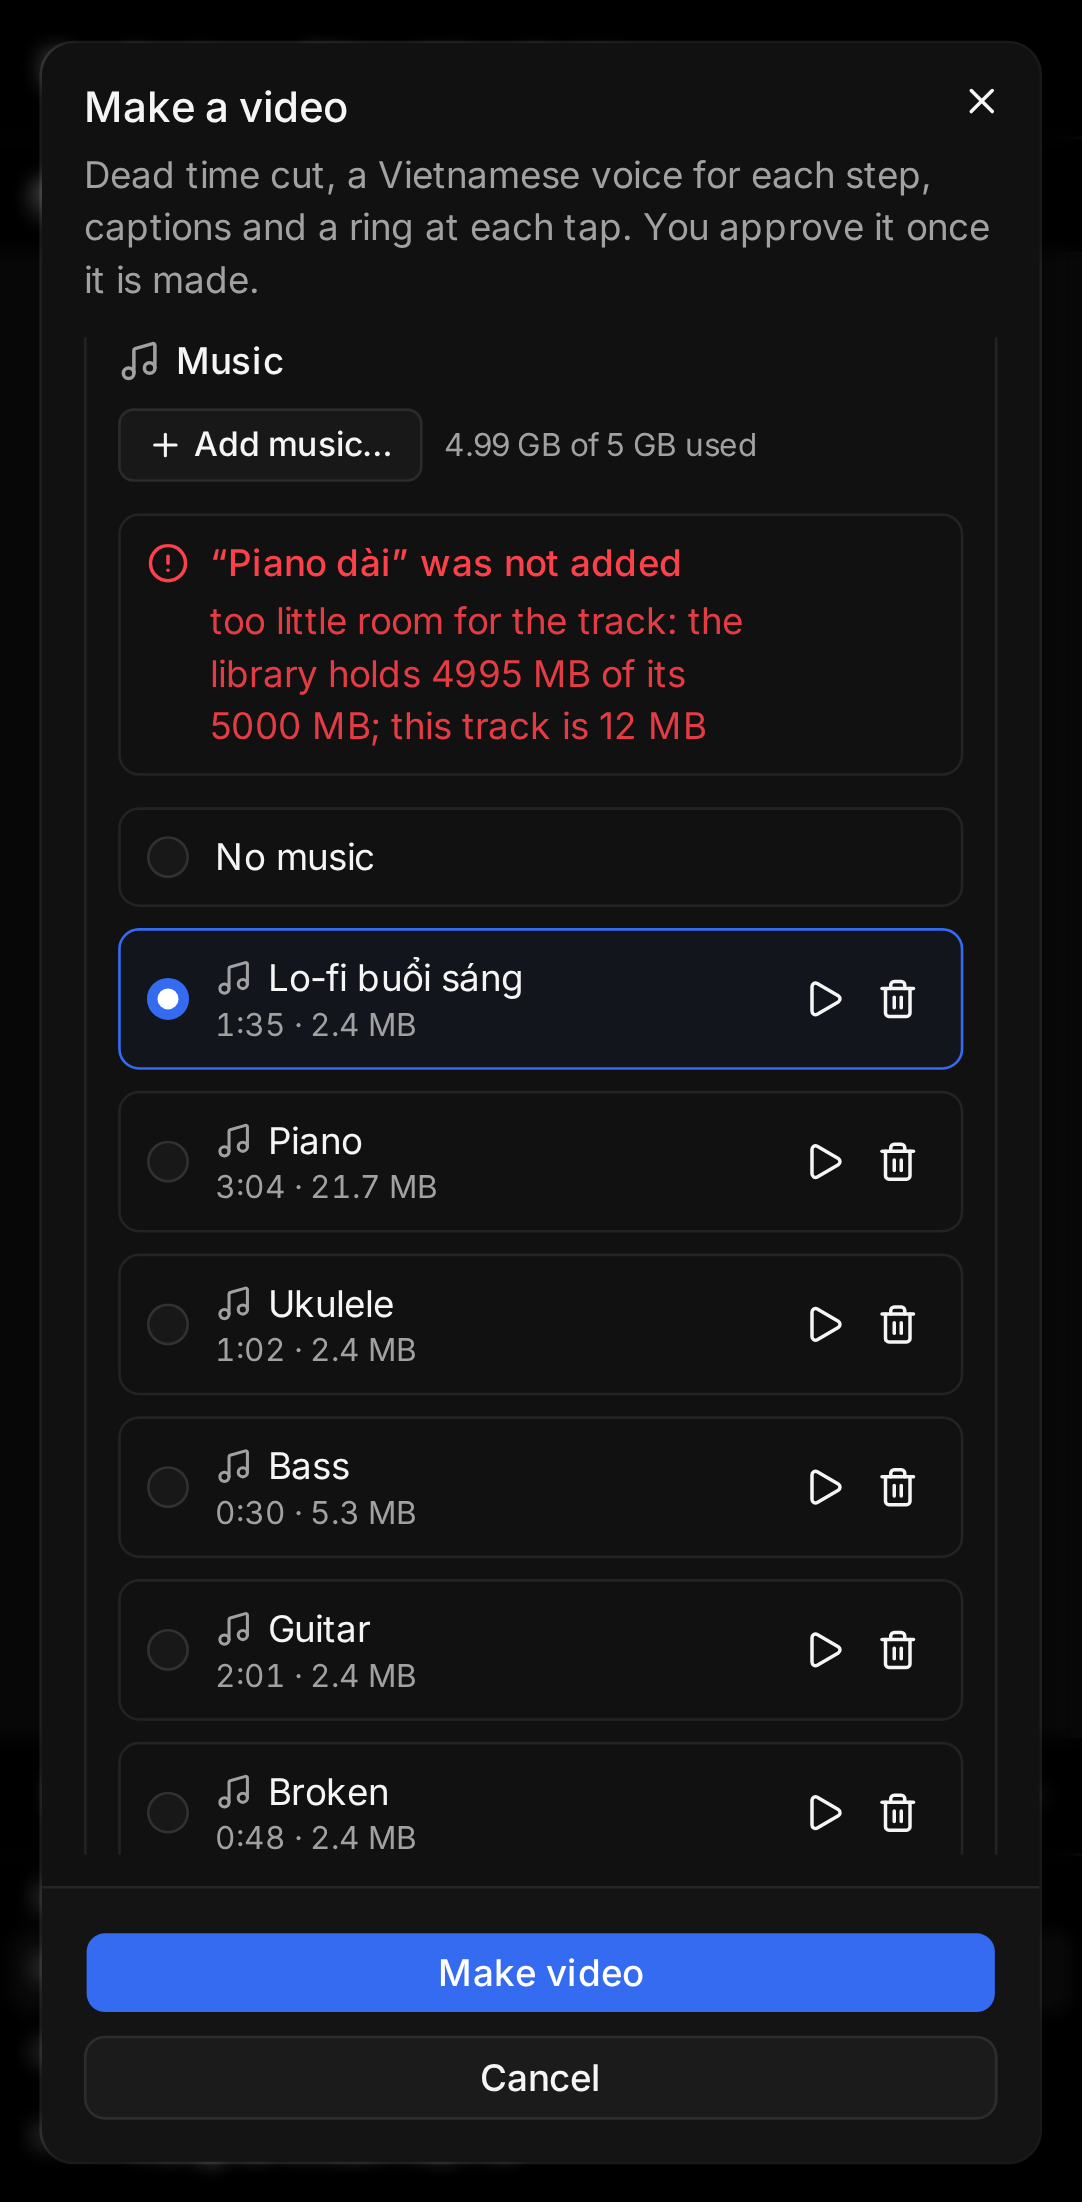 Make a video
Dead time cut, a Vietnamese voice for each step,
captions and a ring at each tap. You approve it once
it is made.
Music
Add music...
4.99 GB of 5 GB used
“Piano dài” was not added
too little room for the track: the
library holds 4995 MB of its
5000 MB; this track is 12 MB
No music
Lo-fi buổi sáng
1:35 · 2.4 MB
Piano
3:04 · 21.7 MB
Ukulele
1:02 · 2.4 MB
Bass
0:30 · 5.3 MB
Guitar
2:01 · 2.4 MB
Broken
0:48 · 2.4 MB
Make video
Cancel